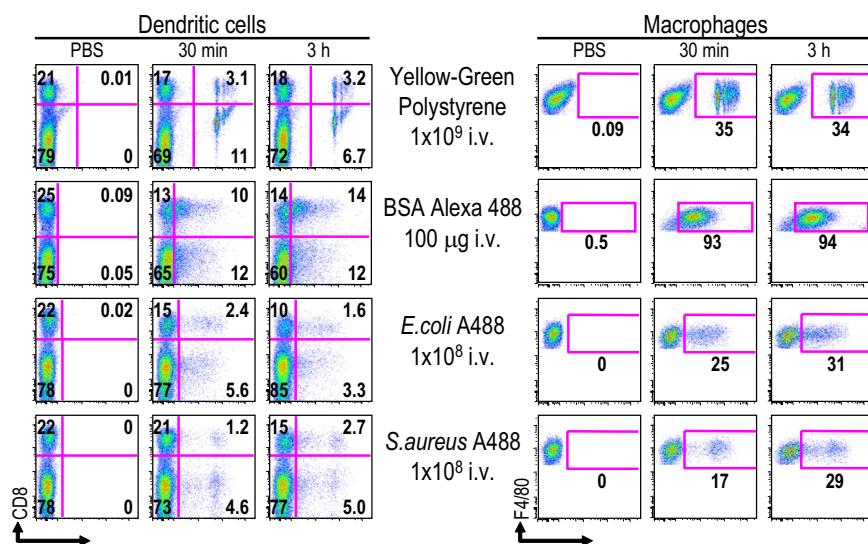 Dendritic cells Macrophages
PBS 30 min 3 h PBS 30 min 3 h
21 0.01 17 3.1 18 3.2
79 0 69 11 72 6.7
Yellow-Green
Polystyrene
1x10⁹ i.v.
0.09 35 34
25 0.09 13 10 14 14
75 0.05 65 12 60 12
BSA Alexa 488
100 µg i.v.
0.5 93 94
22 0.02 15 2.4 10 1.6
78 0 77 5.6 85 3.3
E.coli A488
1x10⁸ i.v.
0 25 31
22 0 21 1.2 15 2.7
78 0 73 4.6 77 5.0
S.aureus A488
1x10⁸ i.v.
0 17 29
CD8
F4/80